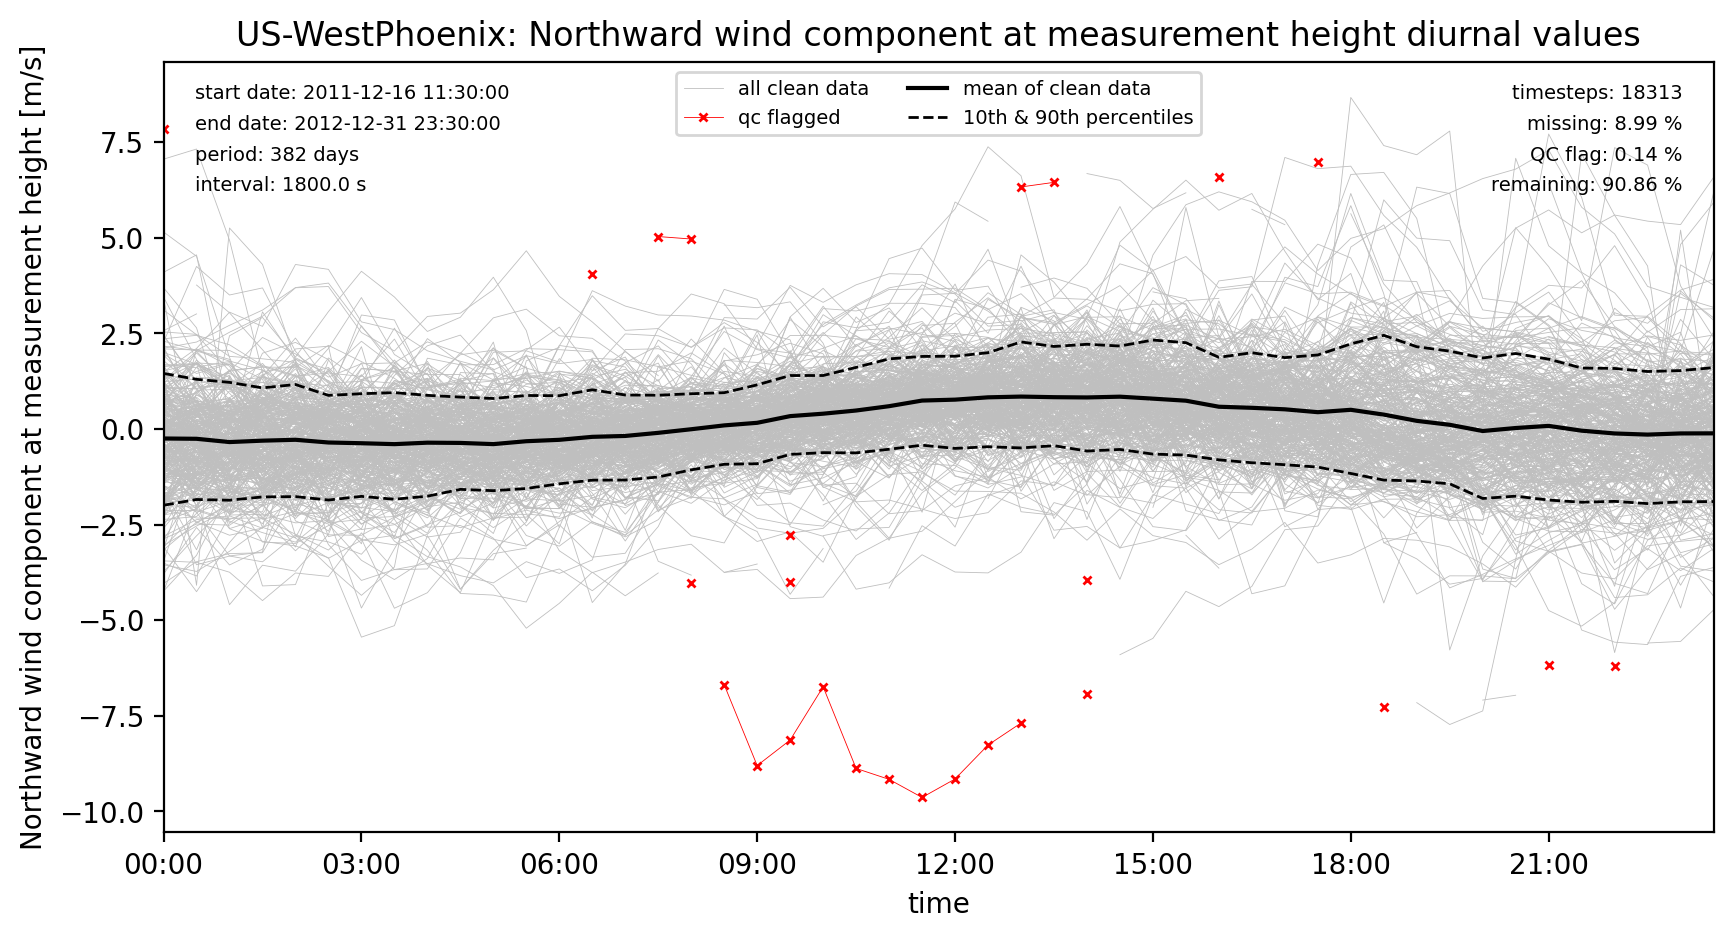 US-WestPhoenix: Northward wind component at measurement height diurnal values
start date: 2011-12-16 11:30:00
end date: 2012-12-31 23:30:00
period: 382 days
interval: 1800.0 s
all clean data
qc flagged
mean of clean data
10th & 90th percentiles
timesteps: 18313
missing: 8.99 %
QC flag: 0.14 %
remaining: 90.86 %
Northward wind component at measurement height [m/s]
7.5
5.0
2.5
0.0
−2.5
−5.0
−7.5
−10.0
00:00 03:00 06:00 09:00 12:00 15:00 18:00 21:00
time